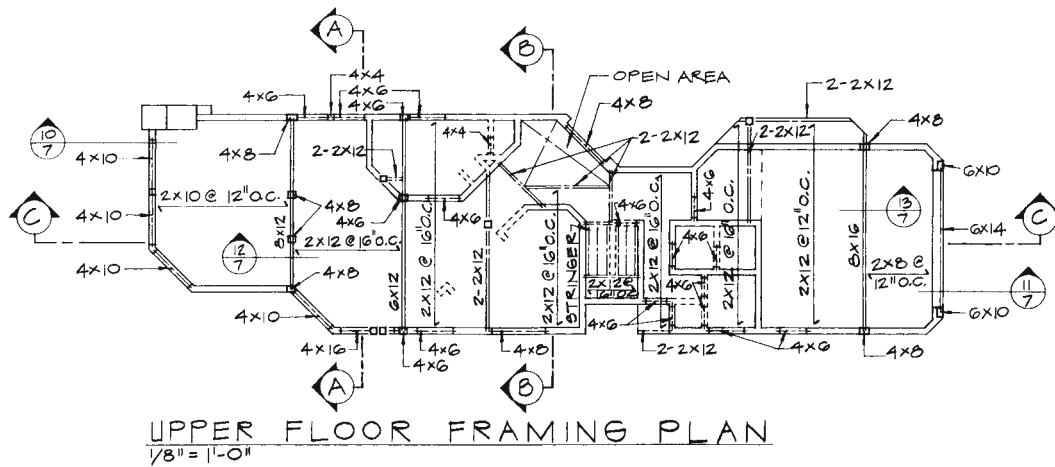 A
B
4x4
4x6
4x6
4x6
OPEN AREA
2-2x12
4x8
10
7
4x10
4x8
2-2x12
4x4
2-2x12
2-2x12
4x8
6x10
2x10 @ 12"O.C.
4x8
4x6
4x6
4x6
4x6
C
4x10
8x12
2x12 @ 16"O.C.
2x12 @ 16"O.C.
2x12 @ 16"O.C.
2x12 @ 16"O.C.
2x12 @ 16"O.C.
2x12 @ 12"O.C.
13
7
C
6x14
12
7
4x10
4x8
6x12
2-2x12
STRINGER
4x6
4x6
8x16
2x8 @
12"O.C.
11
7
4x10
4x6
6x10
4x16
4x6
4x6
4x8
2-2x12
4x6
4x8
A
B
UPPER FLOOR FRAMING PLAN
1/8" = 1'-0"